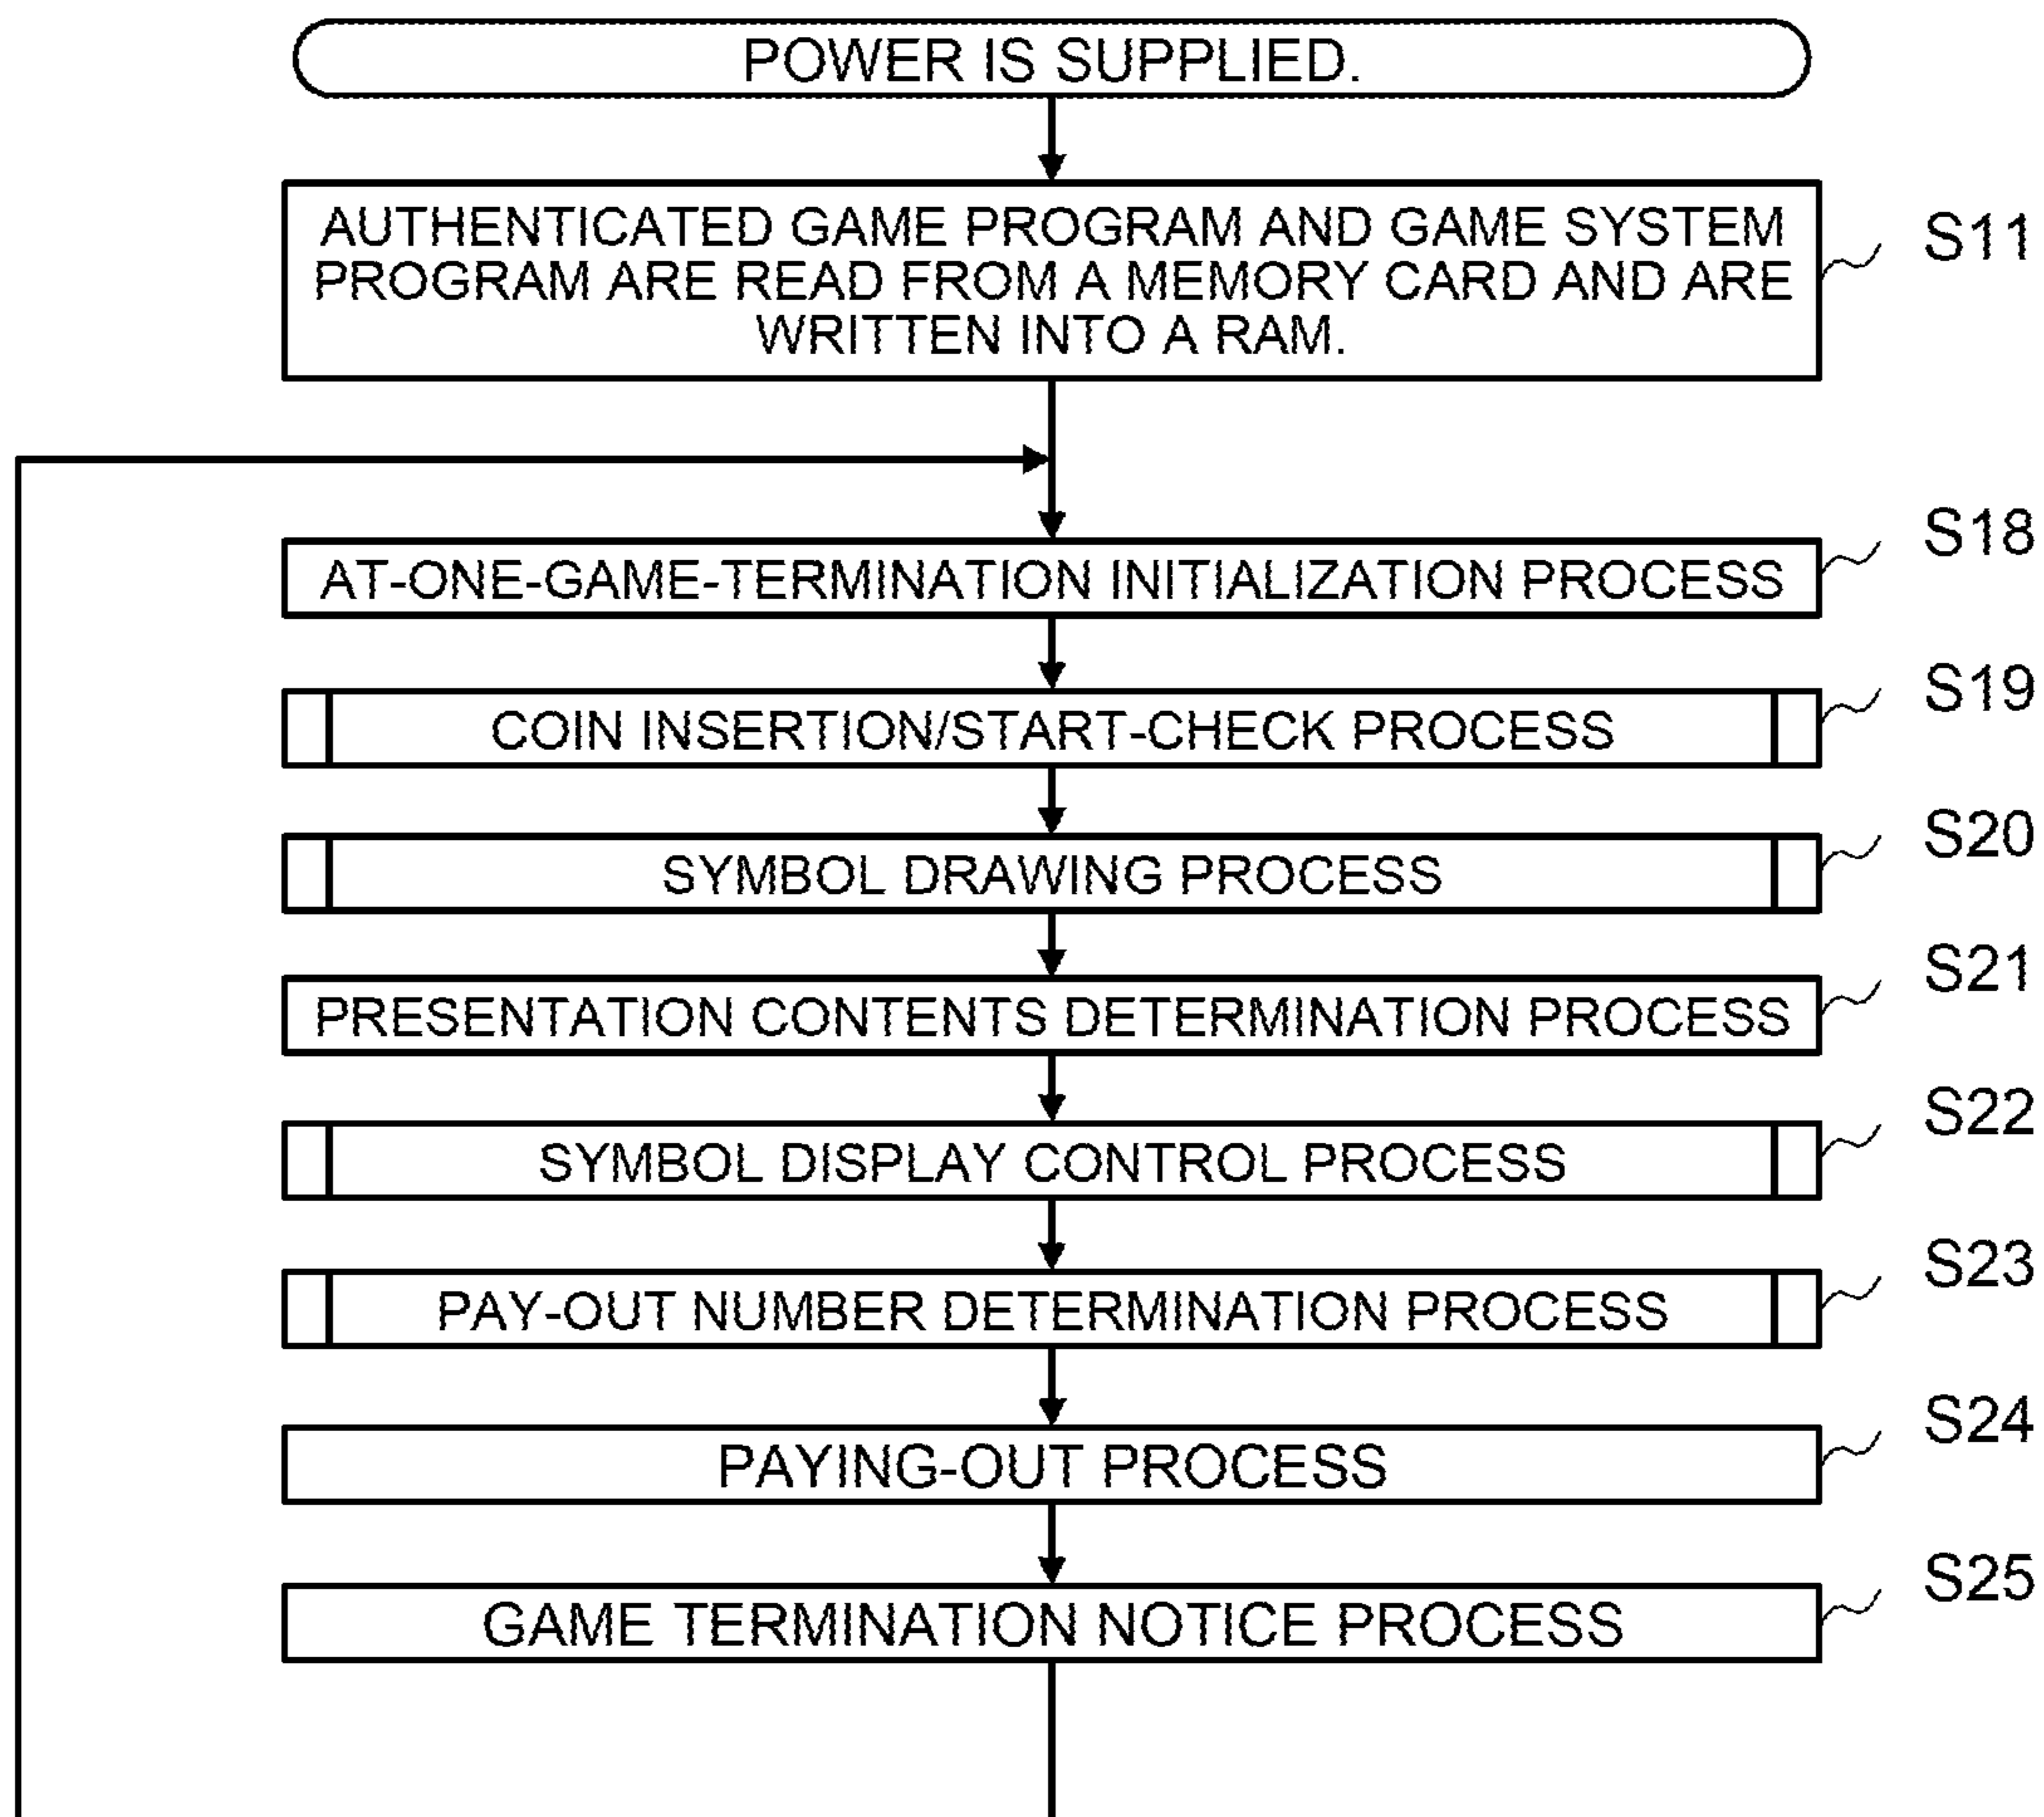 POWER IS SUPPLIED.
AUTHENTICATED GAME PROGRAM AND GAME SYSTEM
PROGRAM ARE READ FROM A MEMORY CARD AND ARE
WRITTEN INTO A RAM.
S11
AT-ONE-GAME-TERMINATION INITIALIZATION PROCESS
S18
COIN INSERTION/START-CHECK PROCESS
S19
SYMBOL DRAWING PROCESS
S20
PRESENTATION CONTENTS DETERMINATION PROCESS
S21
SYMBOL DISPLAY CONTROL PROCESS
S22
PAY-OUT NUMBER DETERMINATION PROCESS
S23
PAYING-OUT PROCESS
S24
GAME TERMINATION NOTICE PROCESS
S25